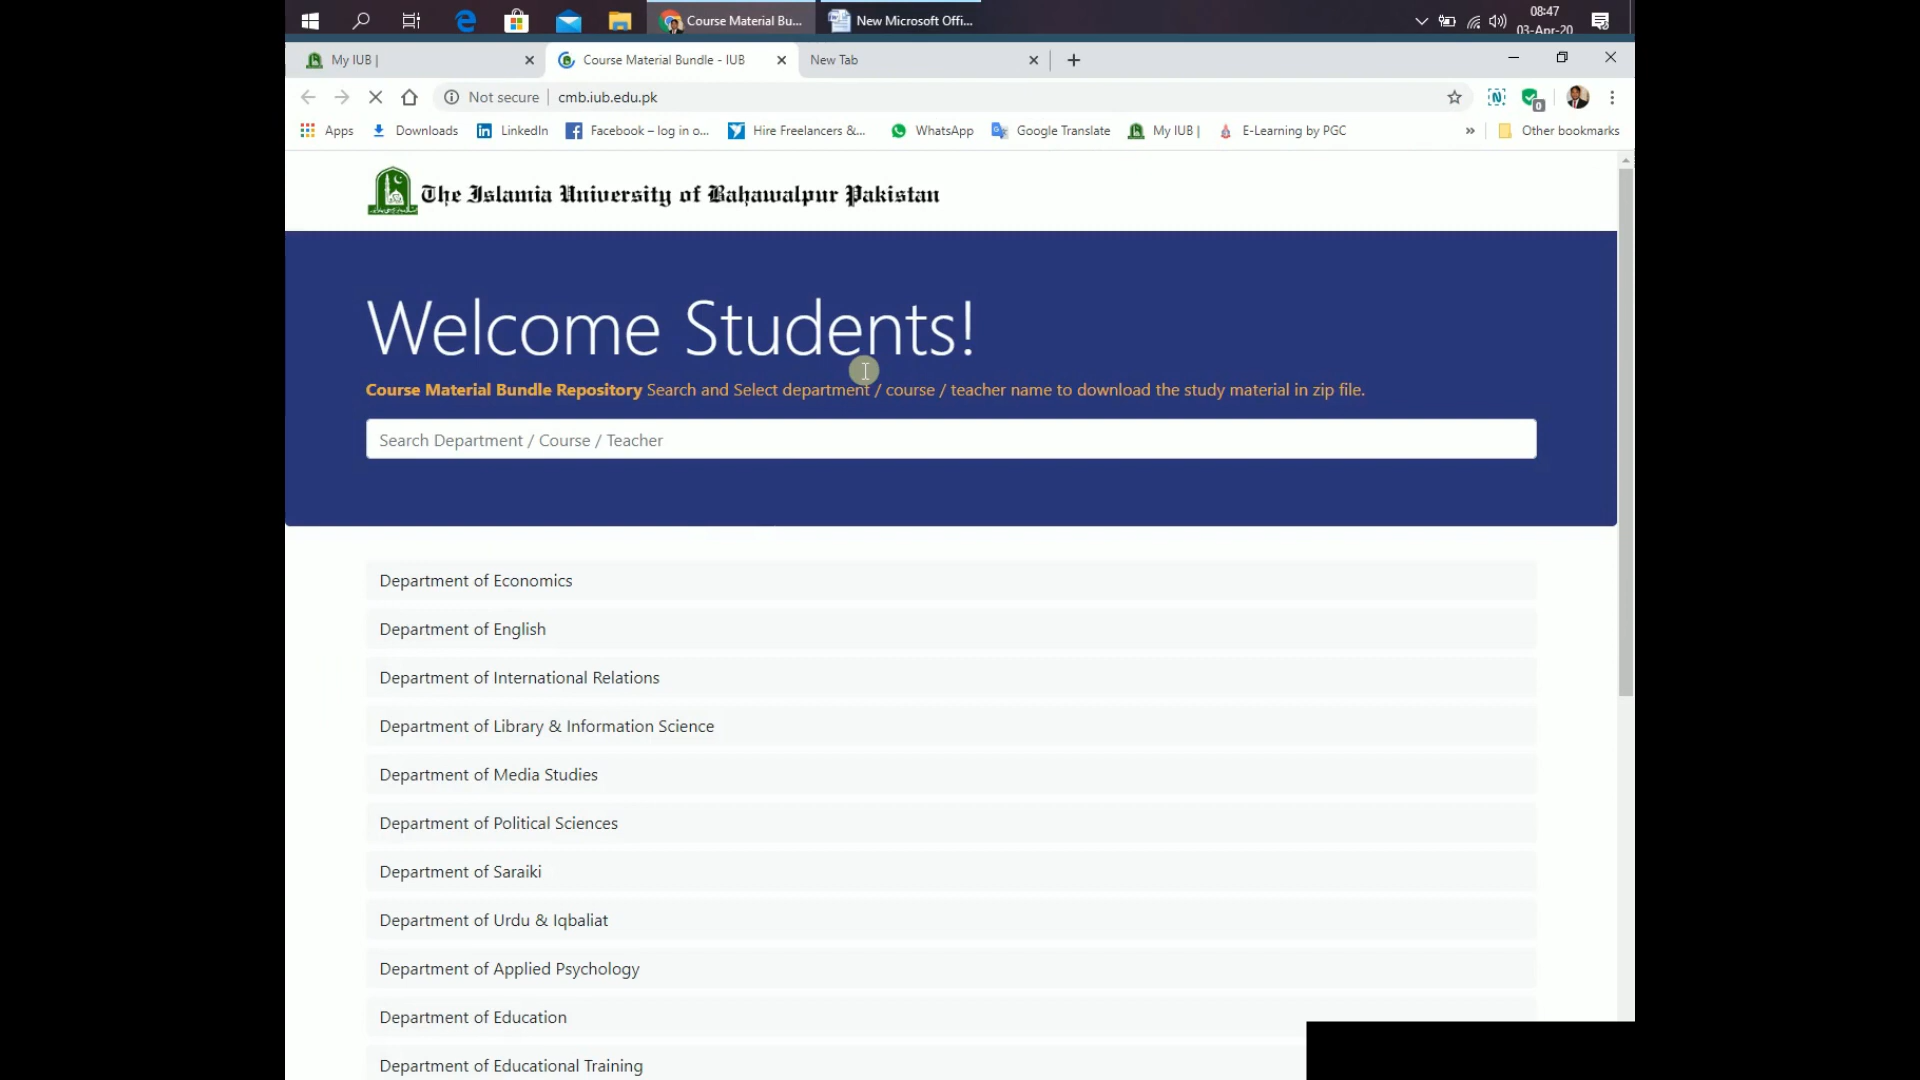 Course Material Bu...
New Microsoft Offi...
08:47
03-Apr-20
My IUB |
Course Material Bundle - IUB
New Tab
Not secure
cmb.iub.edu.pk
0
Apps
Downloads
LinkedIn
Facebook – log in o...
Hire Freelancers &...
WhatsApp
Google Translate
My IUB |
E-Learning by PGC
»
Other bookmarks
The Islamia University of Bahawalpur Pakistan
Welcome Students!
Course Material Bundle Repository Search and Select department / course / teacher name to download the study material in zip file.
Search Department / Course / Teacher
Department of Economics
Department of English
Department of International Relations
Department of Library & Information Science
Department of Media Studies
Department of Political Sciences
Department of Saraiki
Department of Urdu & Iqbaliat
Department of Applied Psychology
Department of Education
Department of Educational Training